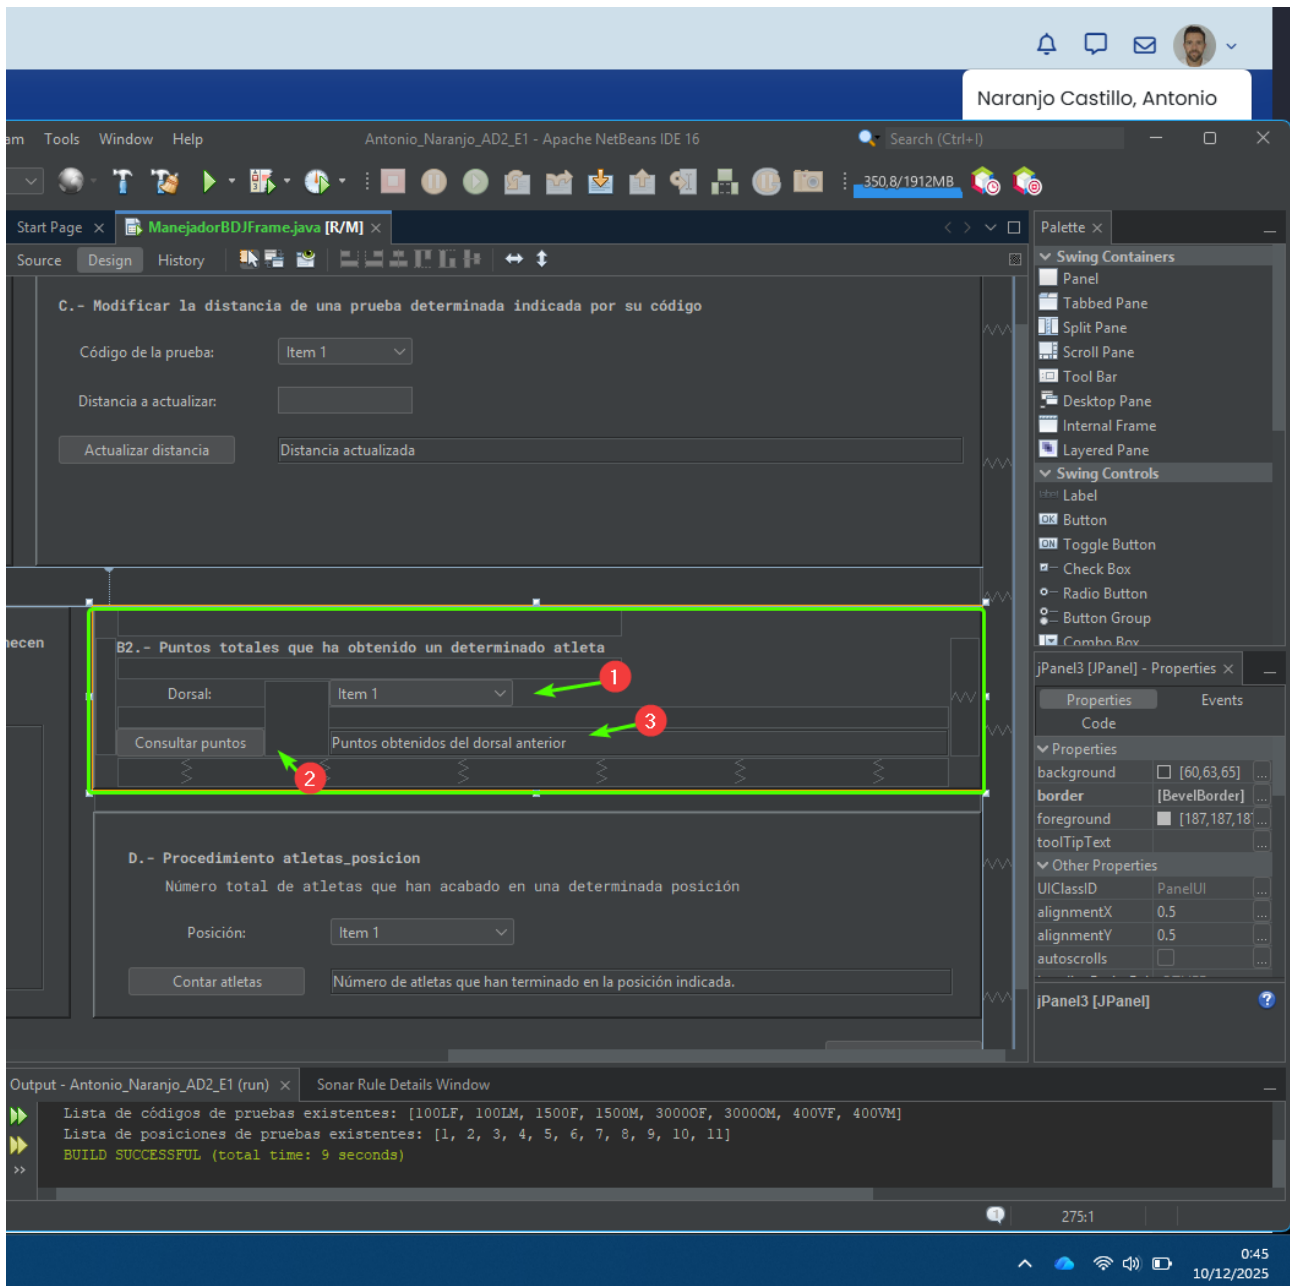 Naranjo Castillo, Antonio
am Tools Window Help Antonio_Naranjo_AD2_E1 - Apache NetBeans IDE 16 Search (Ctrl+I)
350,8/1912MB
Start Page ManejadorBDJFrame.java [R/M] Palette
Source Design History
Swing Containers
Panel
Tabbed Pane
Split Pane
Scroll Pane
Tool Bar
Desktop Pane
Internal Frame
Layered Pane
Swing Controls
label Label
OK Button
ON Toggle Button
Check Box
Radio Button
Button Group
Combo Box
C.- Modificar la distancia de una prueba determinada indicada por su código
Código de la prueba: Item 1
Distancia a actualizar:
Actualizar distancia Distancia actualizada
necen
B2.- Puntos totales que ha obtenido un determinado atleta
Dorsal: Item 1
1
3
Consultar puntos Puntos obtenidos del dorsal anterior
2
D.- Procedimiento atletas_posicion
Número total de atletas que han acabado en una determinada posición
Posición: Item 1
Contar atletas Número de atletas que han terminado en la posición indicada.
jPanel3 [JPanel] - Properties
Properties Events
Code
Properties
background [60,63,65] ...
border [BevelBorder] ...
foreground [187,187,187 ...
toolTipText ...
Other Properties
UIClassID PanelUI ...
alignmentX 0.5 ...
alignmentY 0.5 ...
autoscrolls ...
jPanel3 [JPanel] ?
Output - Antonio_Naranjo_AD2_E1 (run) Sonar Rule Details Window
Lista de códigos de pruebas existentes: [100LF, 100LM, 1500F, 1500M, 3000OF, 3000OM, 400VF, 400VM]
Lista de posiciones de pruebas existentes: [1, 2, 3, 4, 5, 6, 7, 8, 9, 10, 11]
BUILD SUCCESSFUL (total time: 9 seconds)
1 275:1
0:45
10/12/2025